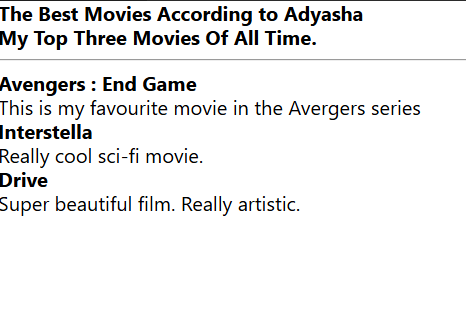 The Best Movies According to Adyasha
My Top Three Movies Of All Time.
Avengers : End Game
This is my favourite movie in the Avergers series
Interstella
Really cool sci-fi movie.
Drive
Super beautiful film. Really artistic.